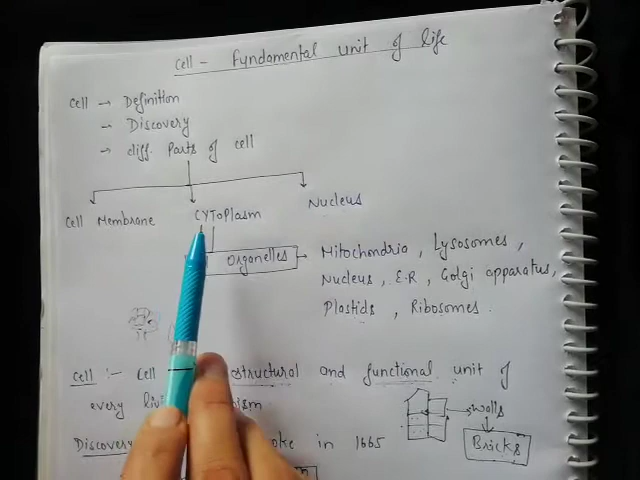 Cell - Fundamental unit of life
Cell → Definition
- Discovery
→ diff. Parts of cell
Cell Membrane CYToplasm Nucleus
Organelles → Mitochondria, Lysosomes,
Nucleus, E.R, Golgi apparatus,
Plastids, Ribosomes.
Cell :- Cell structural and functional unit of
every
walls
Discovery in 1665
Bricks